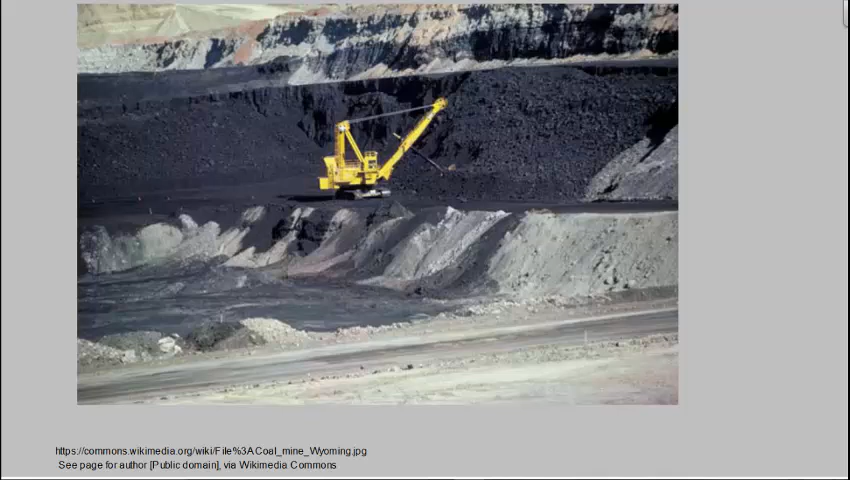 https://commons.wikimedia.org/wiki/File%3ACoal_mine_Wyoming.jpg
See page for author [Public domain], via Wikimedia Commons